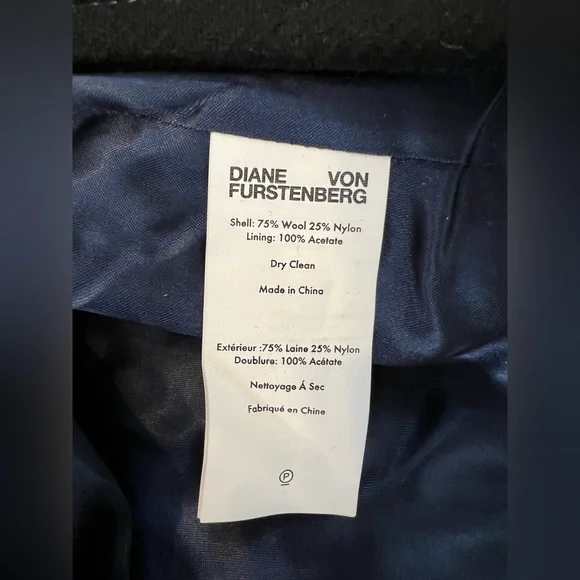 DIANE VON
FURSTENBERG
Shell: 75% Wool 25% Nylon
Lining: 100% Acetate
Dry Clean
Made in China
Extérieur :75% Laine 25% Nylon
Doublure: 100% Acétate
Nettoyage Á Sec
Fabriqué en Chine
P